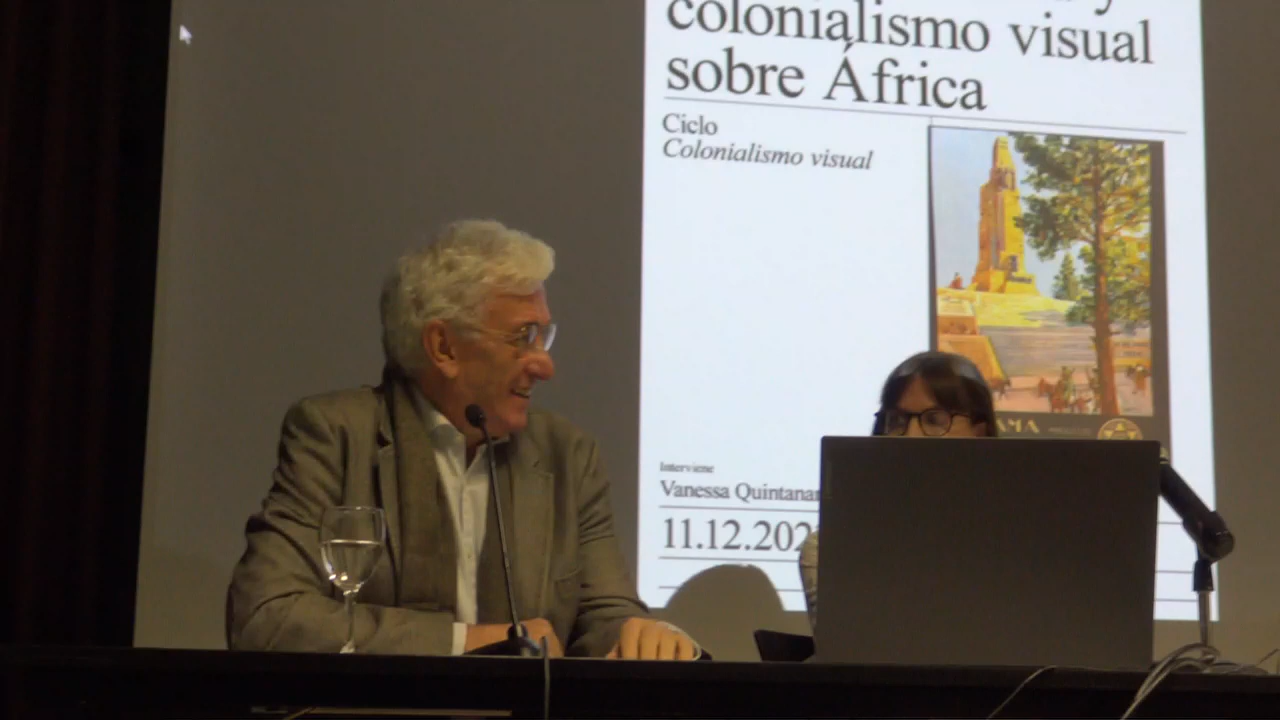 colonialismo visual
sobre África
Ciclo
Colonialismo visual
Interviene
Vanessa Quintanar
11.12.202